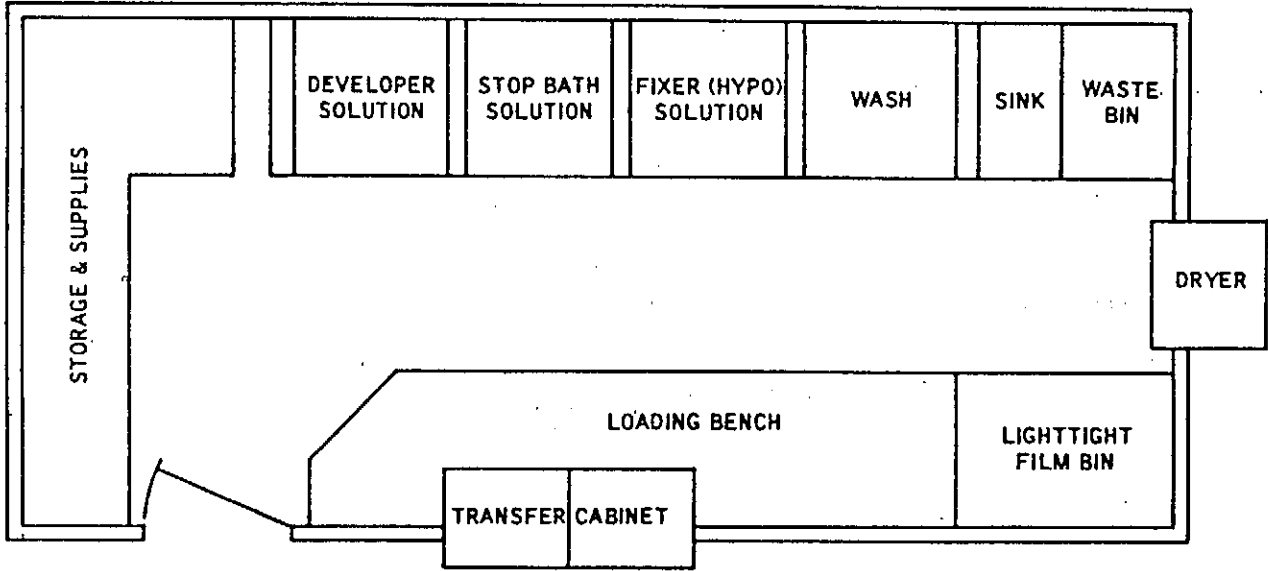 DEVELOPER
SOLUTION
STOP BATH
SOLUTION
FIXER (HYPO)
SOLUTION
WASH
SINK
WASTE
BIN
STORAGE & SUPPLIES
DRYER
LOADING BENCH
LIGHTTIGHT
FILM BIN
TRANSFER CABINET